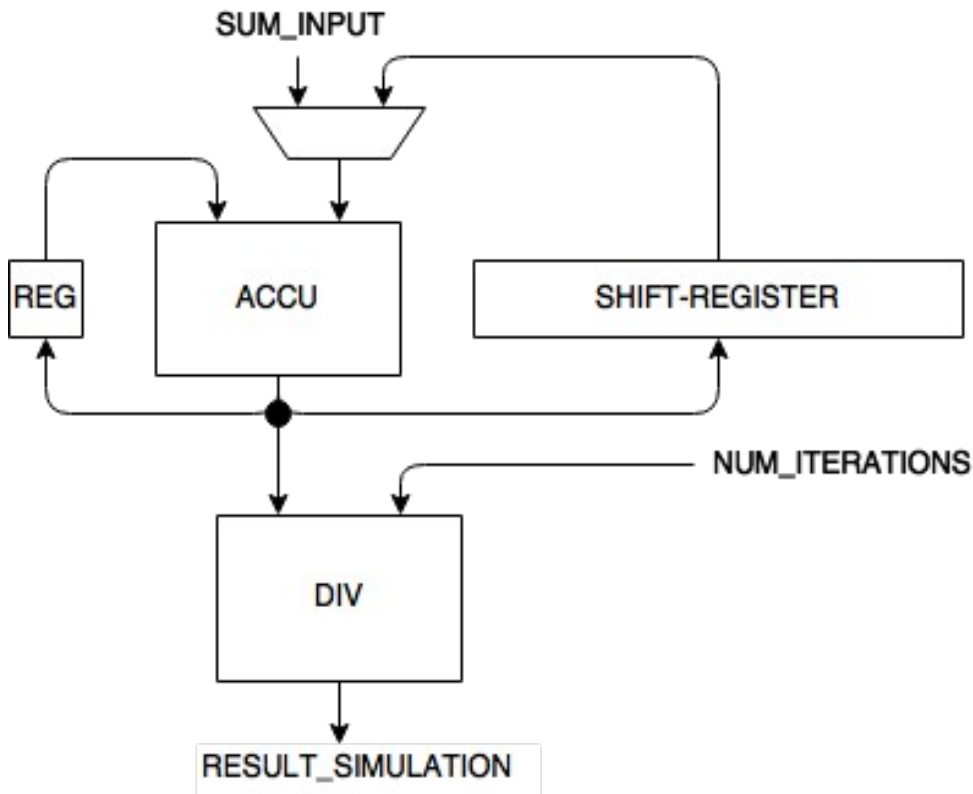 SUM_INPUT
REG
ACCU
SHIFT-REGISTER
NUM_ITERATIONS
DIV
RESULT_SIMULATION